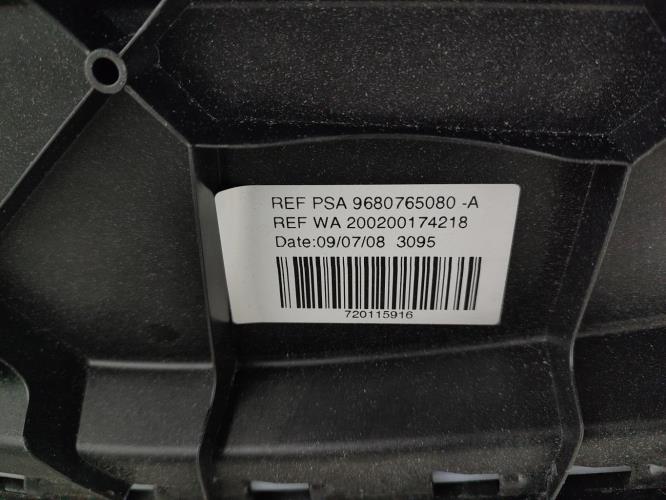 REF PSA 9680765080 -A
REF WA 200200174218
Date:09/07/08 3095
720115916